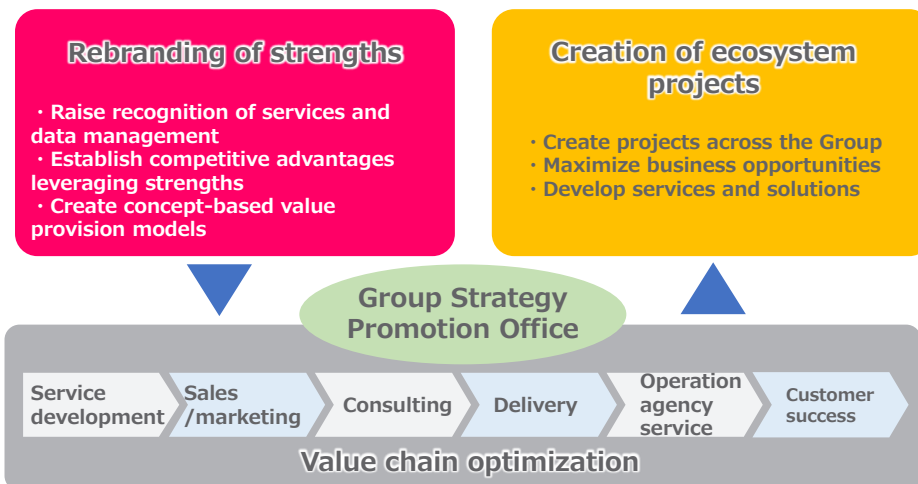 Rebranding of strengths
・Raise recognition of services and
data management
・Establish competitive advantages
leveraging strengths
・Create concept-based value
provision models
Creation of ecosystem
projects
・Create projects across the Group
・Maximize business opportunities
・Develop services and solutions
Group Strategy
Promotion Office
Service
development
Sales
/marketing
Consulting
Delivery
Operation
agency
service
Customer
success
Value chain optimization